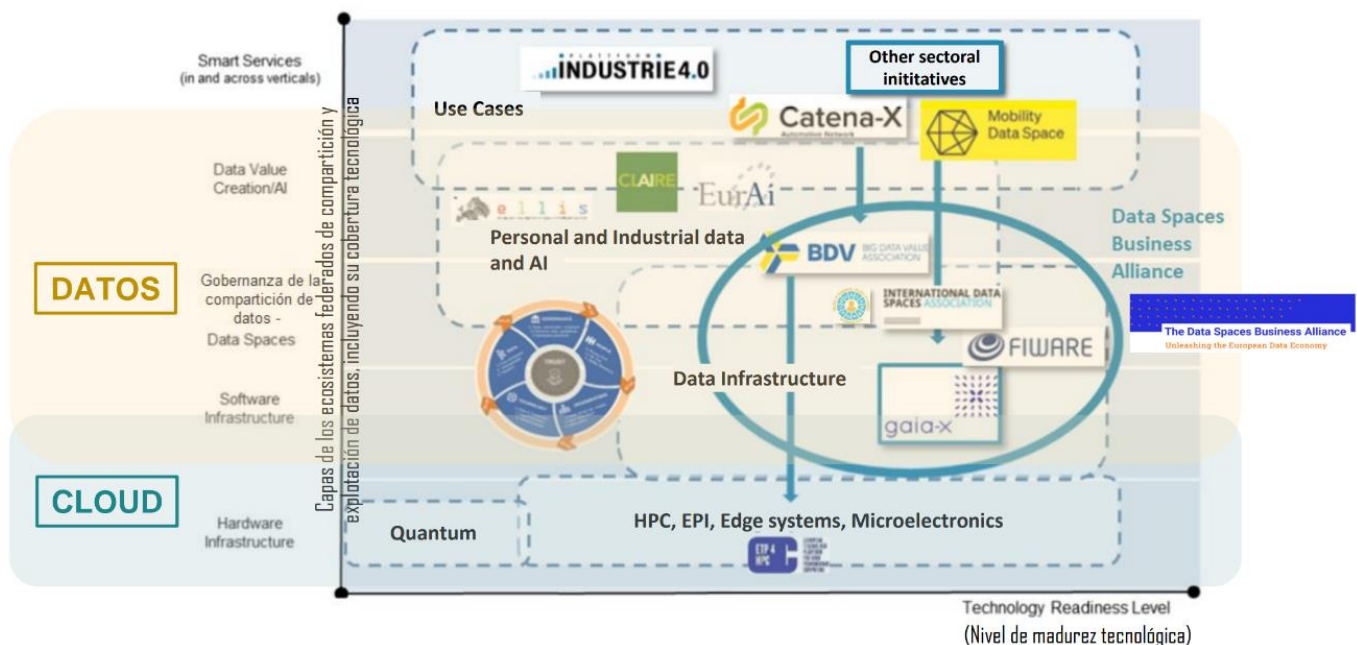 Smart Services
(in and across verticals)
Data Value
Creation/AI
DATOS
Gobernanza de la
compartición de
datos -
Data Spaces
Software
Infrastructure
CLOUD
Hardware
Infrastructure
Capas de los ecosistemas federados de compartición y
explotación de datos, incluyendo su cobertura tecnológica
PLATTFORM
INDUSTRIE4.0
Other sectoral
inititatives
Use Cases
Catena-X
Automotive Network
Mobility
Data Space
CLAIRE
EurAi
ellis
Personal and Industrial data
and AI
BDV BIG DATA VALUE
ASSOCIATION
Data Spaces
Business
Alliance
INTERNATIONAL DATA
SPACES ASSOCIATION
The Data Spaces Business Alliance
Unleashing the European Data Economy
FIWARE
TRUST
Data Infrastructure
gaia-x
Quantum
HPC, EPI, Edge systems, Microelectronics
ETP 4
HPC
Technology Readiness Level
(Nivel de madurez tecnológica)